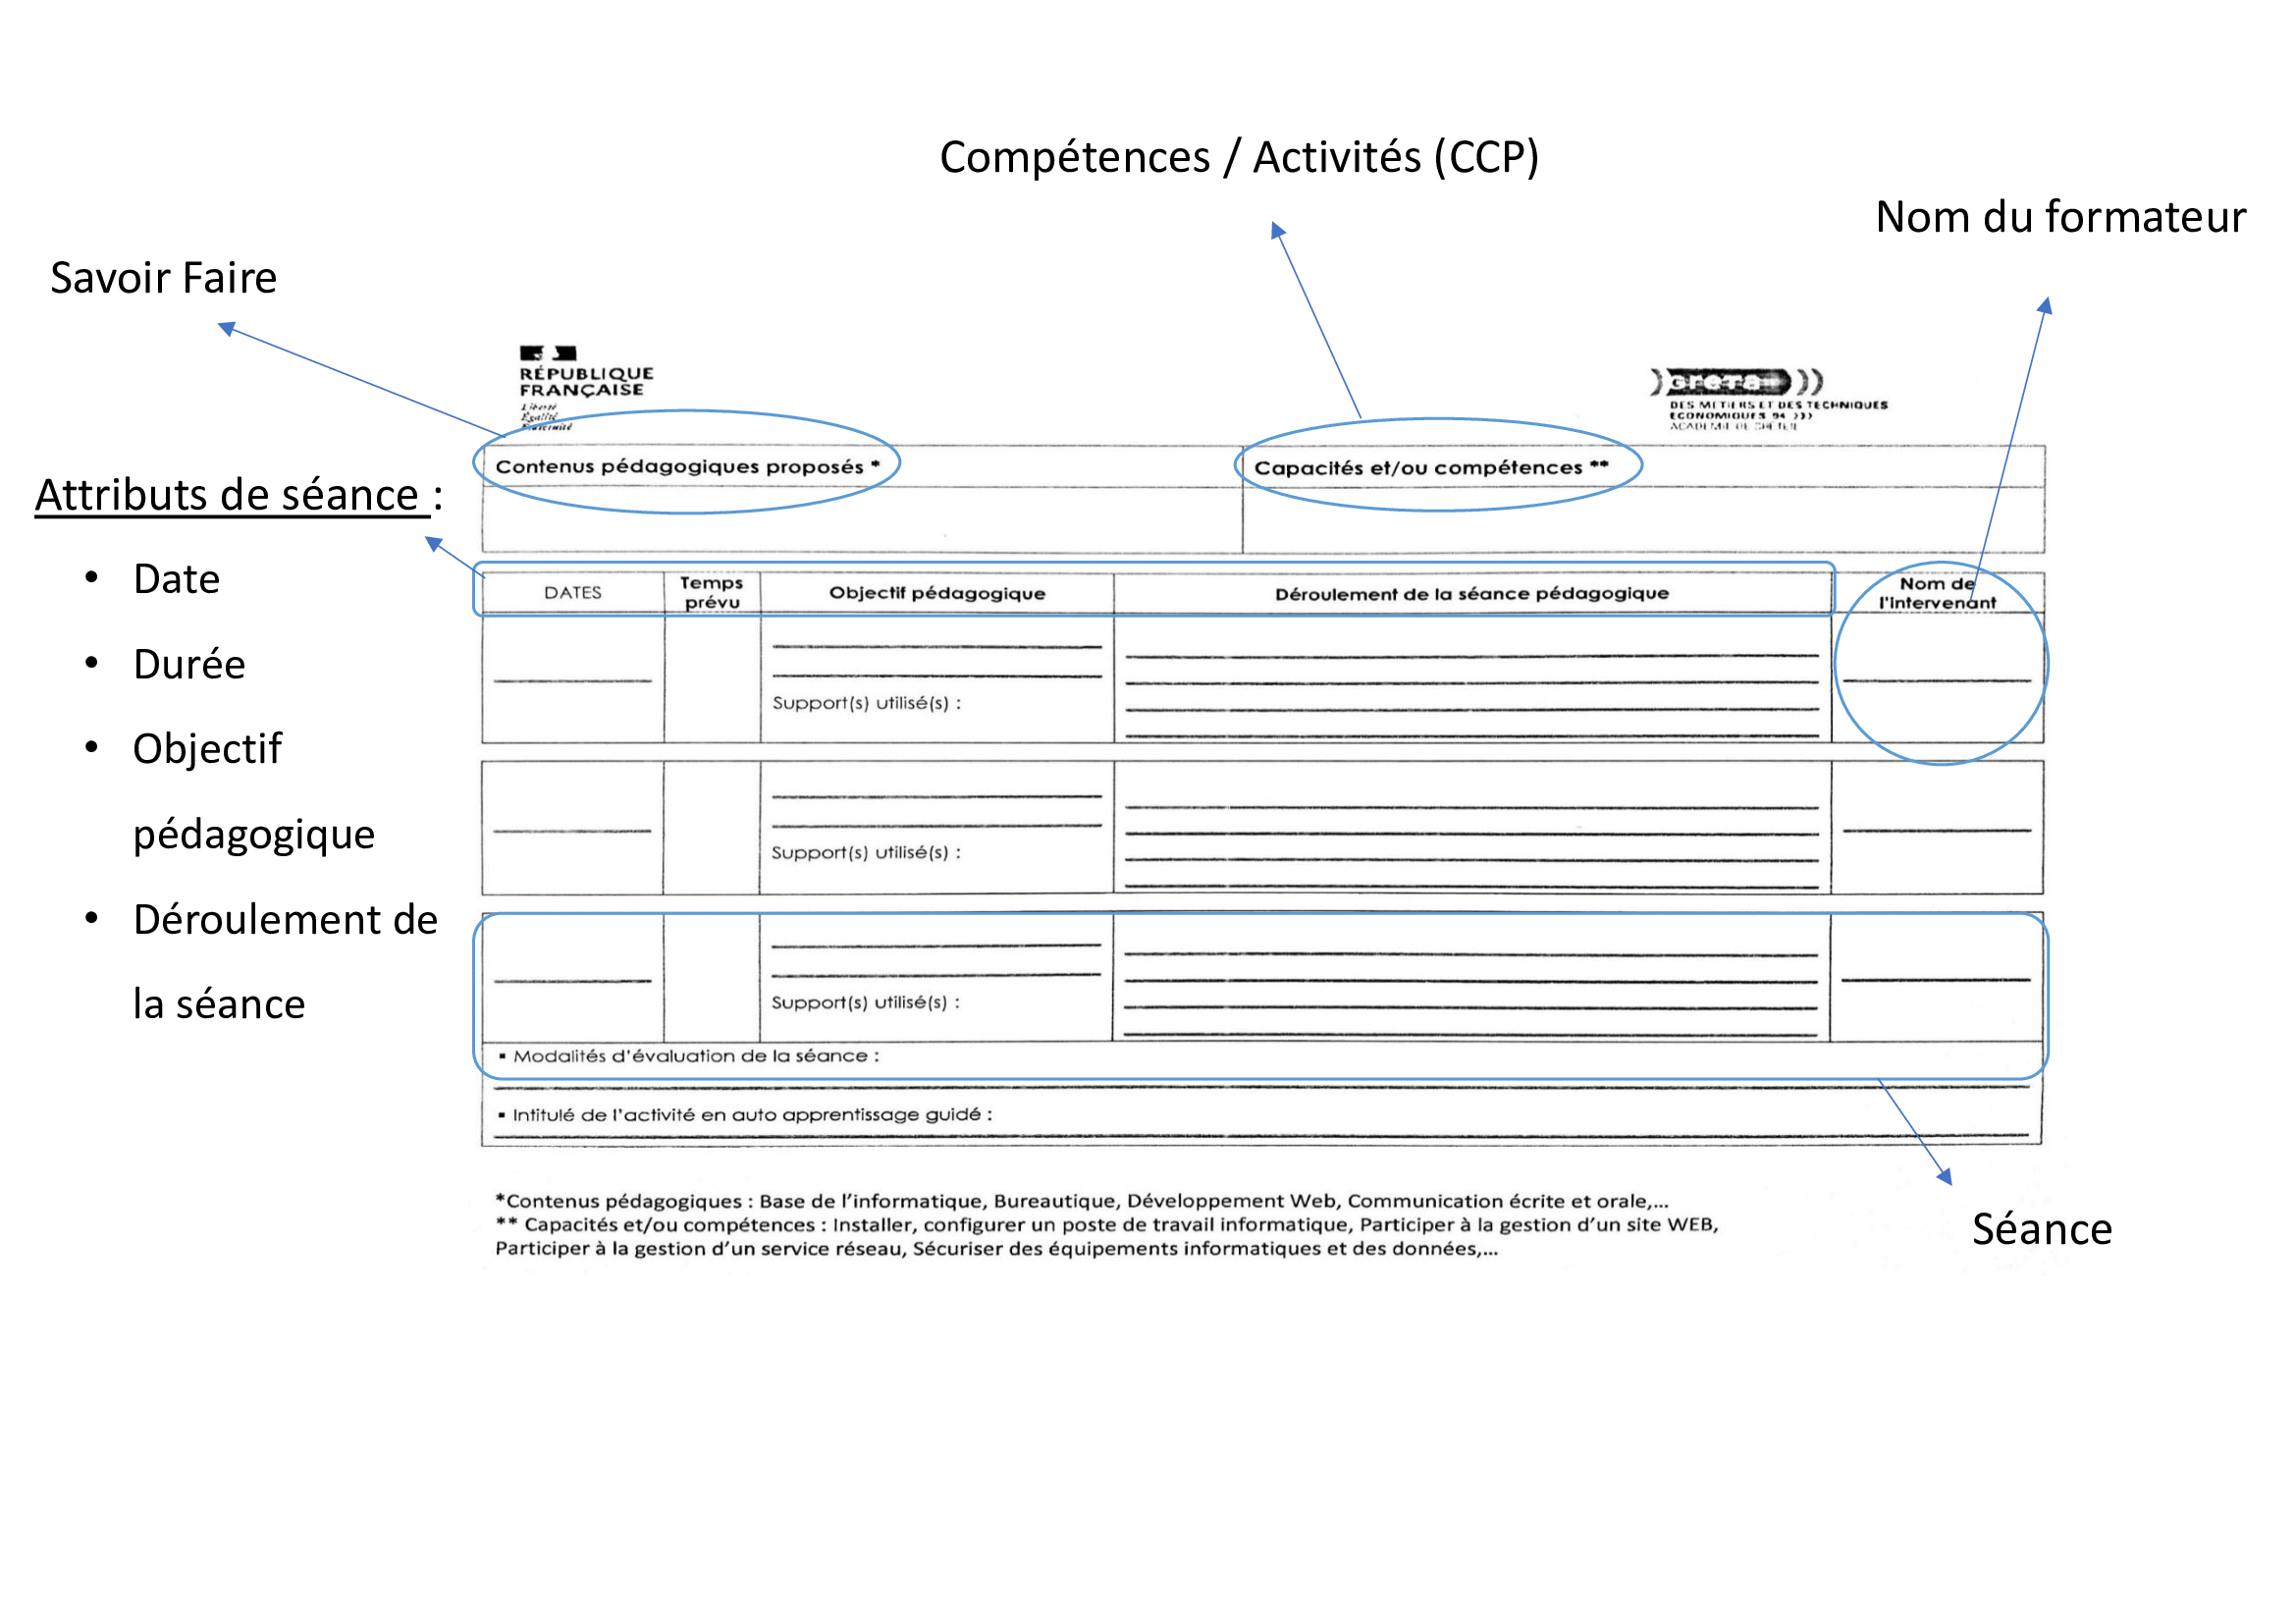 Compétences / Activités (CCP)
Nom du formateur
Savoir Faire
RÉPUBLIQUE
FRANÇAISE
Liberté
Égalité
Fraternité
Greta
DES METIERS ET DES TECHNIQUES
ECONOMIQUES 94
ACADEMIE DE CRÉTEIL
Contenus pédagogiques proposés *
Capacités et/ou compétences **
Attributs de séance :
• Date
• Durée
• Objectif
pédagogique
• Déroulement de
la séance
DATES
Temps
prévu
Objectif pédagogique
Déroulement de la séance pédagogique
Nom de
l'intervenant
Support(s) utilisé(s) :
Support(s) utilisé(s) :
Support(s) utilisé(s) :
▪ Modalités d'évaluation de la séance :
▪ Intitulé de l'activité en auto apprentissage guidé :
*Contenus pédagogiques : Base de l'informatique, Bureautique, Développement Web, Communication écrite et orale,...
** Capacités et/ou compétences : Installer, configurer un poste de travail informatique, Participer à la gestion d'un site WEB,
Participer à la gestion d'un service réseau, Sécuriser des équipements informatiques et des données,...
Séance